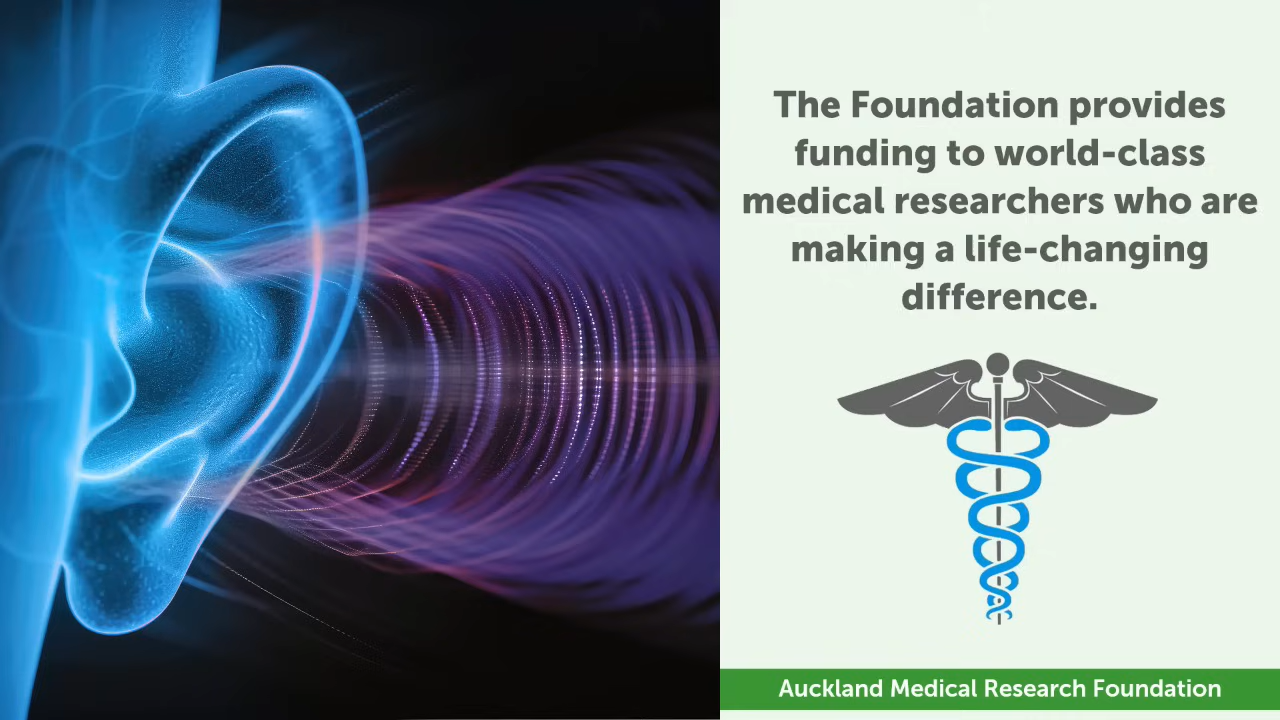 The Foundation provides
funding to world-class
medical researchers who are
making a life-changing
difference.
Auckland Medical Research Foundation